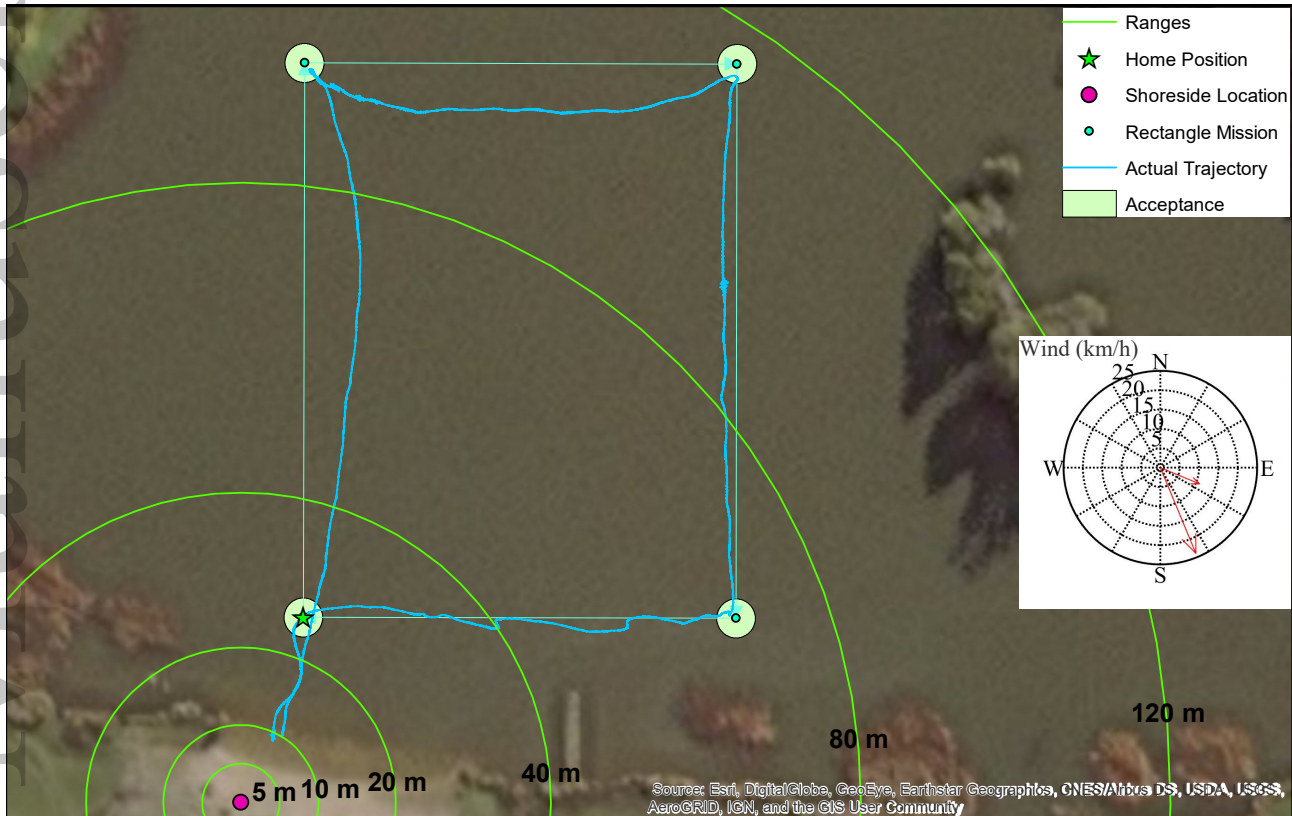 Ranges
Home Position
Shoreside Location
Rectangle Mission
Actual Trajectory
Acceptance
Wind (km/h)
N
25
20
15
10
5
W
E
S
120 m
80 m
40 m
20 m
10 m
5 m
Source: Esri, DigitalGlobe, GeoEye, Earthstar Geographics, CNES/Airbus DS, USDA, USGS,
AeroGRID, IGN, and the GIS User Community